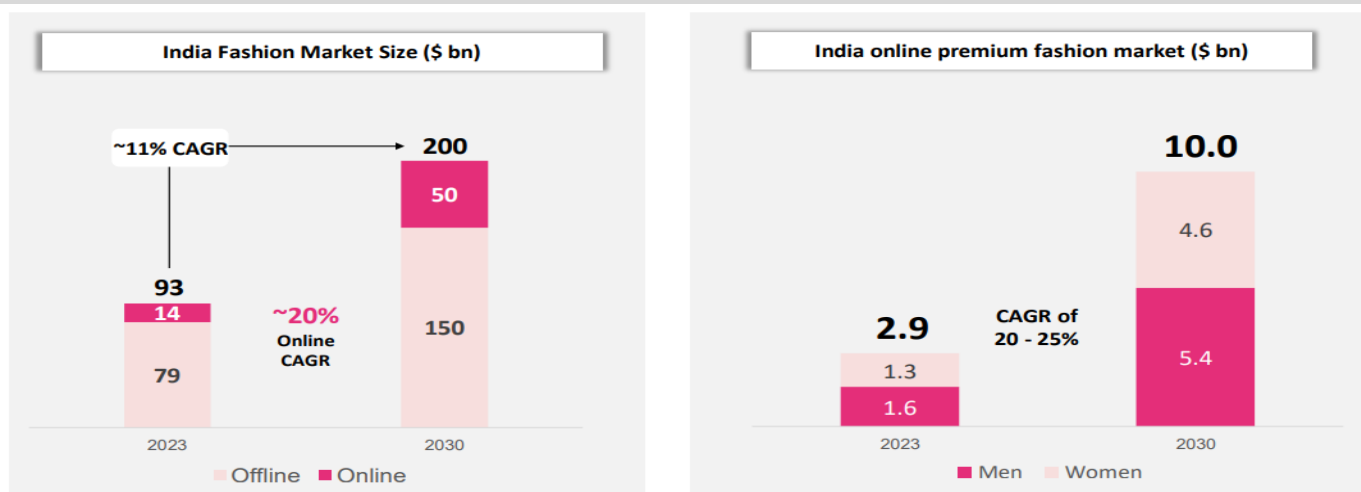 India Fashion Market Size ($ bn)
~11% CAGR
200
50
150
93
14
79
~20%
Online
CAGR
2023
2030
Offline
Online
India online premium fashion market ($ bn)
10.0
4.6
5.4
2.9
1.3
1.6
CAGR of
20 - 25%
2023
2030
Men
Women